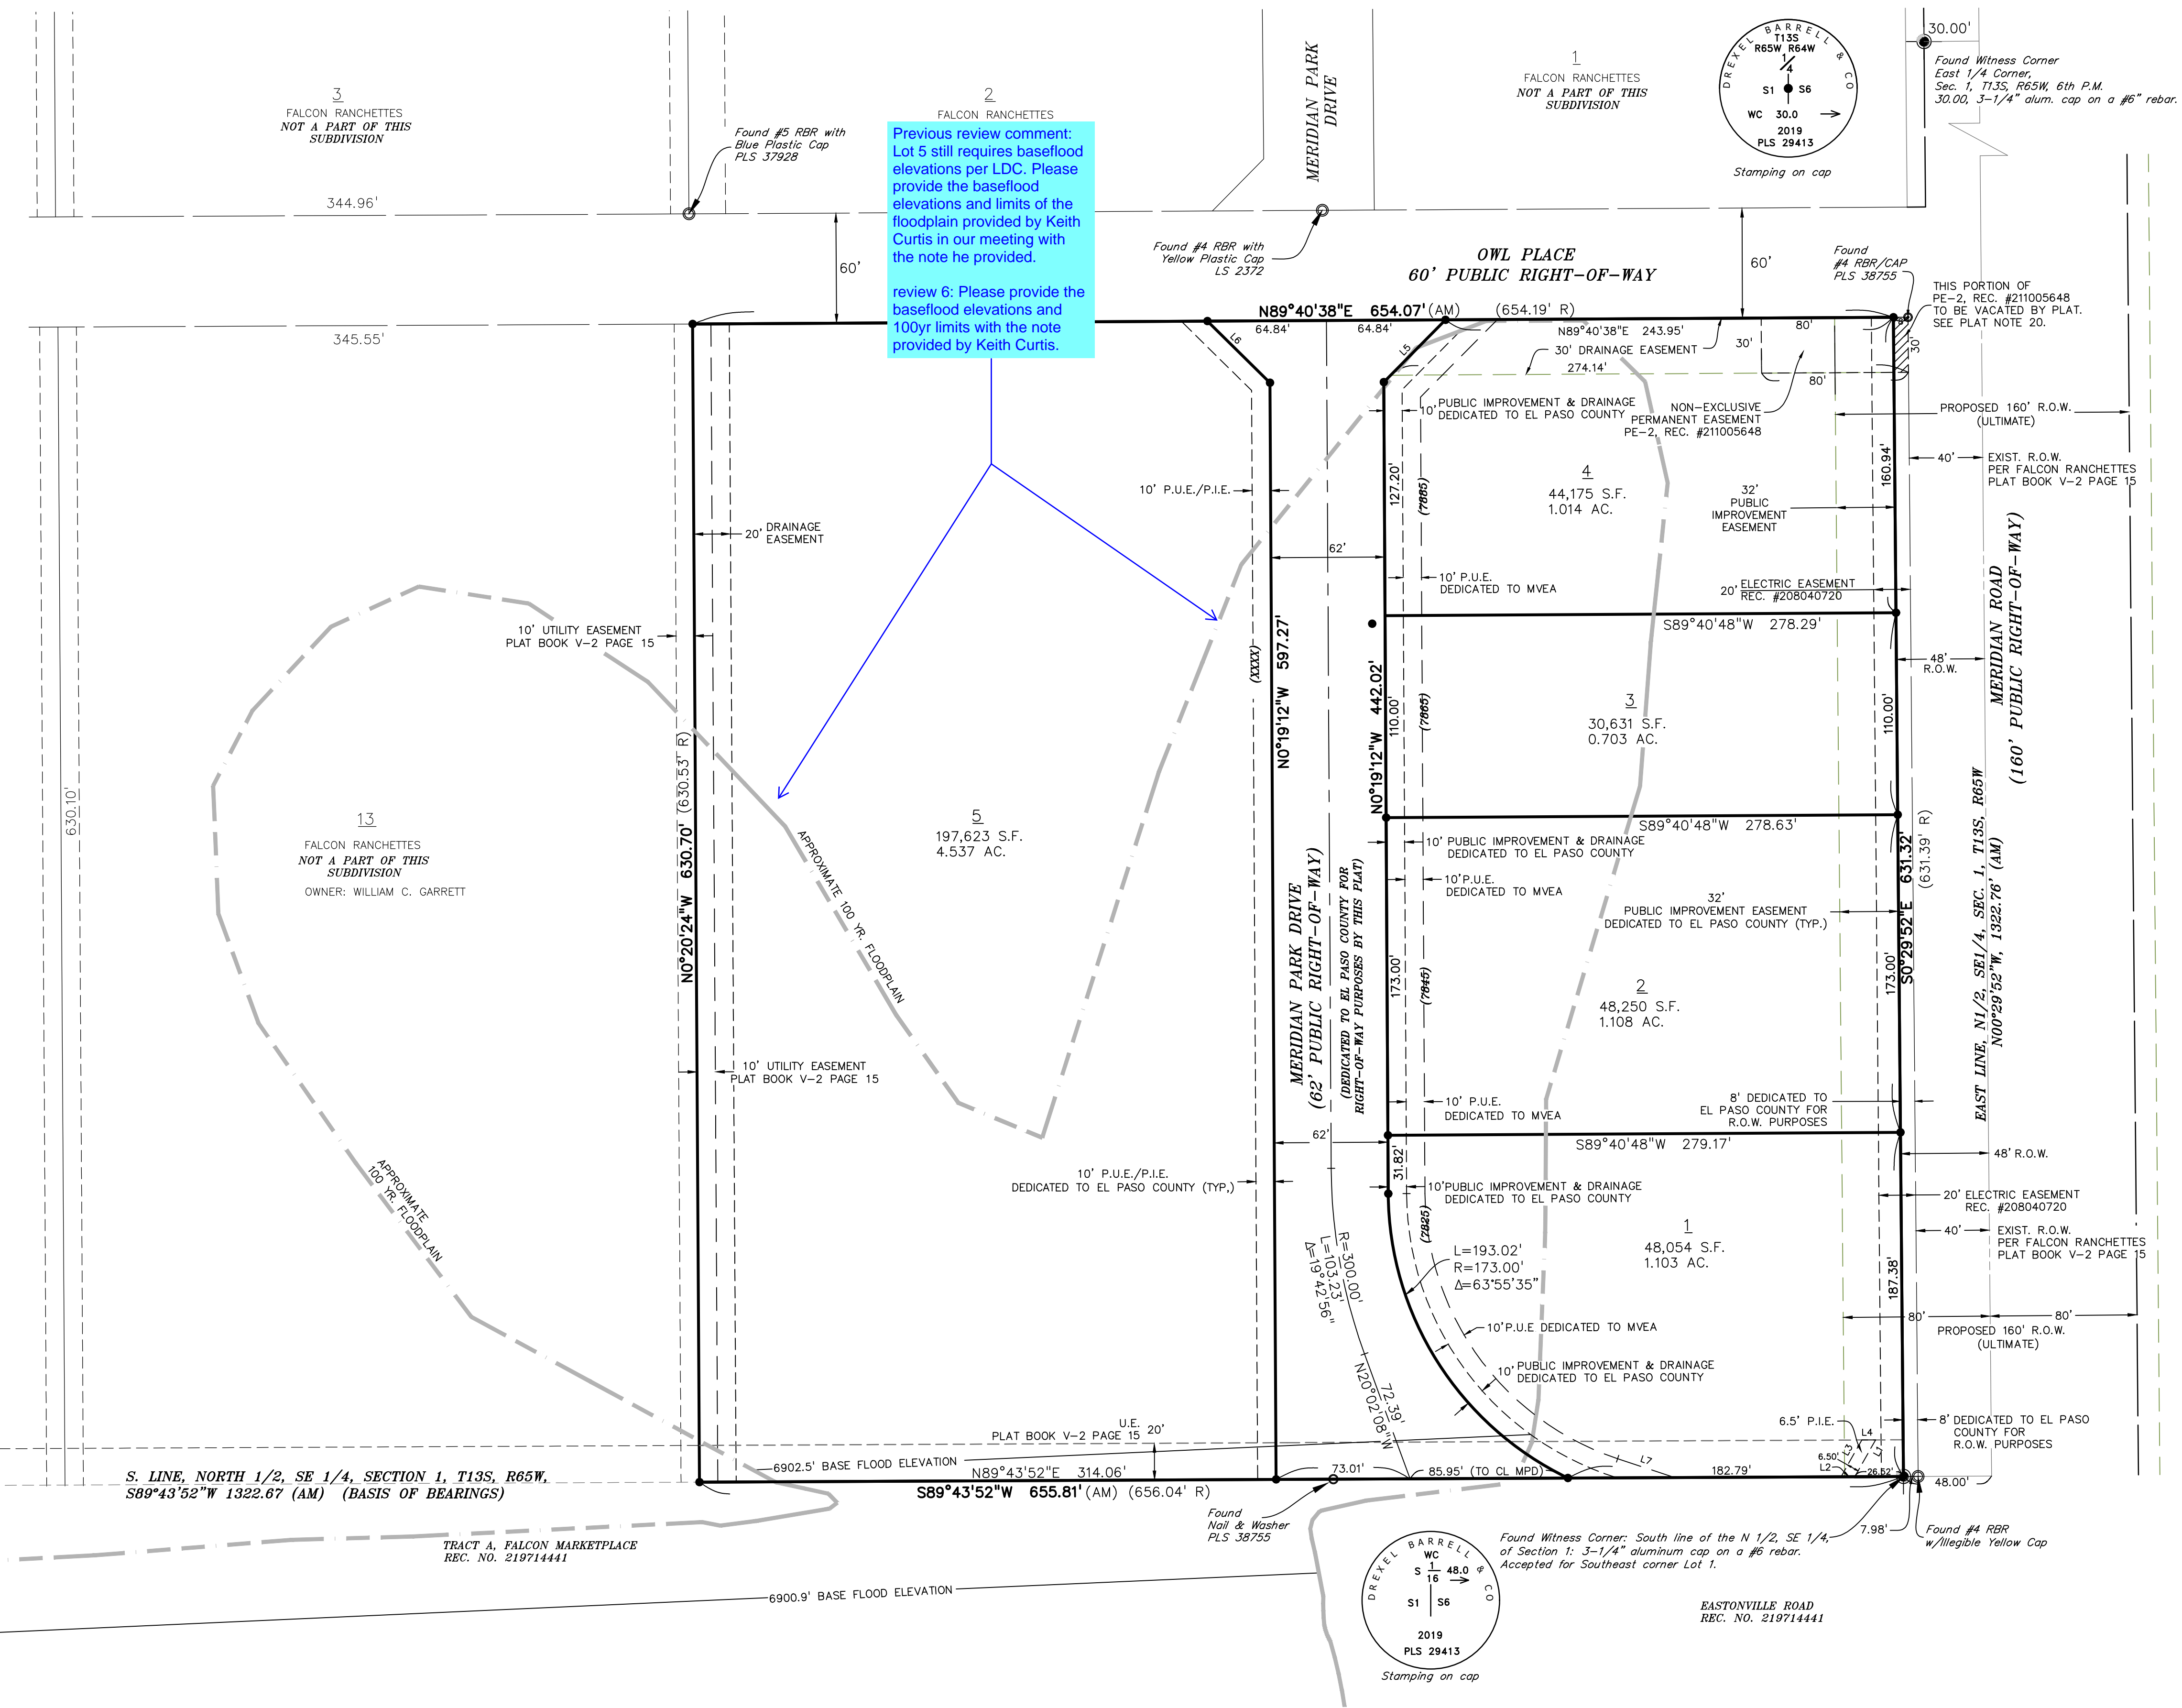 3
FALCON RANCHETTES
NOT A PART OF THIS
SUBDIVISION
Found #5 RBR with
Blue Plastic Cap
PLS 37928
2
FALCON RANCHETTES
Previous review comment:
Lot 5 still requires baseflood
elevations per LDC. Please
provide the baseflood
elevations and limits of the
floodplain provided by Keith
Curtis in our meeting with
the note he provided.
review 6: Please provide the
baseflood elevations and
100yr limits with the note
provided by Keith Curtis.
MERIDIAN PARK
DRIVE
1
FALCON RANCHETTES
NOT A PART OF THIS
SUBDIVISION
DREXEL BARRELL & CO
T13S
R65W R64W
1/4
S1 S6
WC 30.0
2019
PLS 29413
Stamping on cap
30.00'
Found Witness Corner
East 1/4 Corner,
Sec. 1, T13S, R65W, 6th P.M.
30.00, 3-1/4" alum. cap on a #6" rebar.
344.96'
345.55'
60'
Found #4 RBR with
Yellow Plastic Cap
LS 2372
OWL PLACE
60' PUBLIC RIGHT-OF-WAY
60'
Found
#4 RBR/CAP
PLS 38755
THIS PORTION OF
PE-2, REC. #211005648
TO BE VACATED BY PLAT.
SEE PLAT NOTE 20.
N89°40'38"E 654.07'(AM) (654.19' R)
64.84' 64.84'
N89°40'38"E 243.95'
80'
L6
L5
30' DRAINAGE EASEMENT
274.14'
30'
30'
80'
10' PUBLIC IMPROVEMENT & DRAINAGE
DEDICATED TO EL PASO COUNTY
NON-EXCLUSIVE
PERMANENT EASEMENT
PE-2, REC. #211005648
PROPOSED 160' R.O.W.
(ULTIMATE)
40'
EXIST. R.O.W.
PER FALCON RANCHETTES
PLAT BOOK V-2 PAGE 15
160.94'
127.20'
(7885)
4
44,175 S.F.
1.014 AC.
32'
PUBLIC
IMPROVEMENT
EASEMENT
10' P.U.E./P.I.E.
20' DRAINAGE
EASEMENT
62'
10' P.U.E.
DEDICATED TO MVEA
20' ELECTRIC EASEMENT
REC. #208040720
S89°40'48"W 278.29'
10' UTILITY EASEMENT
PLAT BOOK V-2 PAGE 15
(XXXX)
N0°19'12"W 597.27'
N0°19'12"W 442.02'
110.00'
(7865)
3
30,631 S.F.
0.703 AC.
110.00'
48'
R.O.W.
MERIDIAN ROAD
(160' PUBLIC RIGHT-OF-WAY)
630.10'
13
FALCON RANCHETTES
NOT A PART OF THIS
SUBDIVISION
OWNER: WILLIAM C. GARRETT
N0°20'24"W 630.70' (630.53' R)
APPROXIMATE 100 YR. FLOODPLAIN
5
197,623 S.F.
4.537 AC.
S89°40'48"W 278.63'
10' PUBLIC IMPROVEMENT & DRAINAGE
DEDICATED TO EL PASO COUNTY
10'P.U.E.
DEDICATED TO MVEA
32'
PUBLIC IMPROVEMENT EASEMENT
DEDICATED TO EL PASO COUNTY (TYP.)
MERIDIAN PARK DRIVE
(62' PUBLIC RIGHT-OF-WAY)
(DEDICATED TO EL PASO COUNTY FOR
RIGHT-OF-WAY PURPOSES BY THIS PLAT)
173.00'
(7845)
2
48,250 S.F.
1.108 AC.
173.00'
S0°29'52"E 631.32'
(631.39' R)
EAST LINE, N1/2, SE1/4, SEC. 1, T13S, R65W
N00°29'52"W, 1322.76' (AM)
10' UTILITY EASEMENT
PLAT BOOK V-2 PAGE 15
10' P.U.E.
DEDICATED TO MVEA
8' DEDICATED TO
EL PASO COUNTY FOR
R.O.W. PURPOSES
62'
S89°40'48"W 279.17'
48' R.O.W.
APPROXIMATE
100 YR. FLOODPLAIN
10' P.U.E./P.I.E.
DEDICATED TO EL PASO COUNTY (TYP,)
31.82'
10'PUBLIC IMPROVEMENT & DRAINAGE
DEDICATED TO EL PASO COUNTY
20' ELECTRIC EASEMENT
REC. #208040720
(7825)
1
48,054 S.F.
1.103 AC.
40'
EXIST. R.O.W.
PER FALCON RANCHETTES
PLAT BOOK V-2 PAGE 15
R=300.00'
L=103.23'
Δ=19°42'56"
L=193.02'
R=173.00'
Δ=63°55'35"
187.38'
80' 80'
PROPOSED 160' R.O.W.
(ULTIMATE)
10'P.U.E DEDICATED TO MVEA
10' PUBLIC IMPROVEMENT & DRAINAGE
DEDICATED TO EL PASO COUNTY
72.39'
N20°02'08"W
U.E. 20'
PLAT BOOK V-2 PAGE 15
6.5' P.I.E.
L4
L3
L1
6.50'
L2
26.52'
8' DEDICATED TO EL PASO
COUNTY FOR
R.O.W. PURPOSES
6902.5' BASE FLOOD ELEVATION
L7
S. LINE, NORTH 1/2, SE 1/4, SECTION 1, T13S, R65W,
S89°43'52"W 1322.67 (AM) (BASIS OF BEARINGS)
N89°43'52"E 314.06'
73.01'
85.95' (TO CL MPD)
182.79'
48.00'
S89°43'52"W 655.81'(AM) (656.04' R)
Found
Nail & Washer
PLS 38755
7.98'
Found #4 RBR
w/Illegible Yellow Cap
Found Witness Corner: South line of the N 1/2, SE 1/4,
of Section 1: 3-1/4" aluminum cap on a #6 rebar.
Accepted for Southeast corner Lot 1.
TRACT A, FALCON MARKETPLACE
REC. NO. 219714441
DREXEL BARRELL & CO
WC
S 1/16 48.0
S1 S6
2019
PLS 29413
Stamping on cap
6900.9' BASE FLOOD ELEVATION
EASTONVILLE ROAD
REC. NO. 219714441